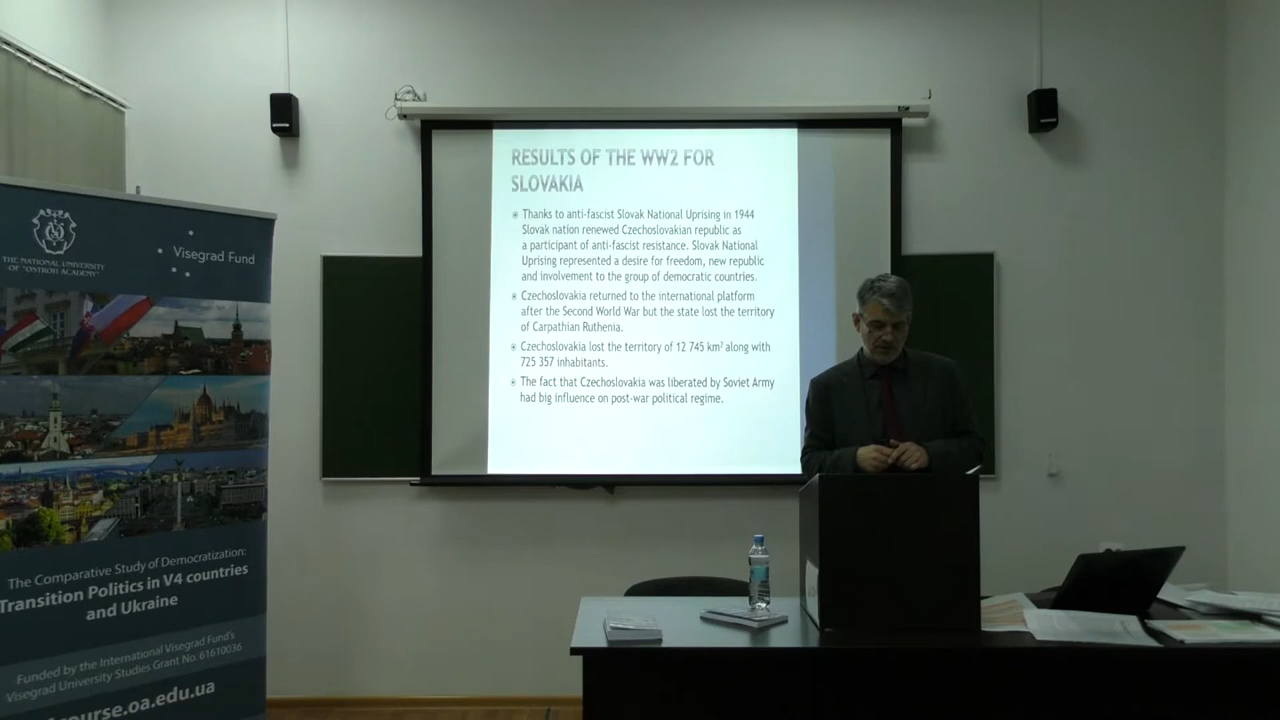 THE NATIONAL UNIVERSITY
OF "OSTROH ACADEMY"
Visegrad Fund
The Comparative Study of Democratization:
Transition Politics in V4 countries
and Ukraine
Funded by the International Visegrad Fund's
Visegrad University Studies Grant No. 61610036
course.oa.edu.ua
RESULTS OF THE WW2 FOR
SLOVAKIA
Thanks to anti-fascist Slovak National Uprising in 1944
Slovak nation renewed Czechoslovakian republic as
a participant of anti-fascist resistance. Slovak National
Uprising represented a desire for freedom, new republic
and involvement to the group of democratic countries.
Czechoslovakia returned to the international platform
after the Second World War but the state lost the territory
of Carpathian Ruthenia.
Czechoslovakia lost the territory of 12 745 km² along with
725 357 inhabitants.
The fact that Czechoslovakia was liberated by Soviet Army
had big influence on post-war political regime.